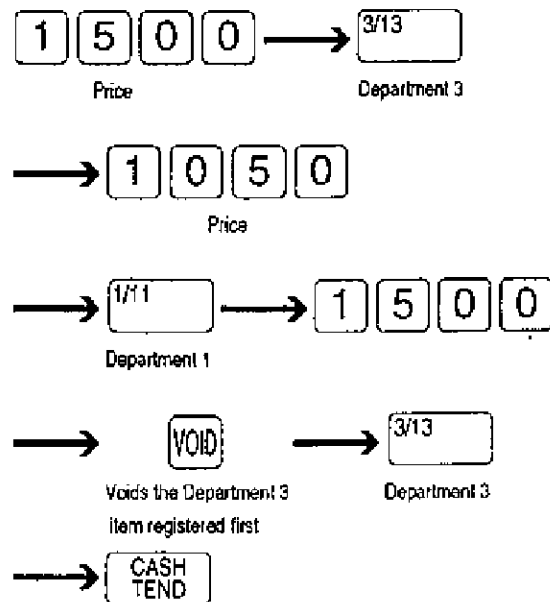 1 5 0 0 3/13
Price Department 3
1 0 5 0
Price
1/11 1 5 0 0
Department 1
VOID 3/13
Voids the Department 3 Department 3
item registered first
CASH
TEND